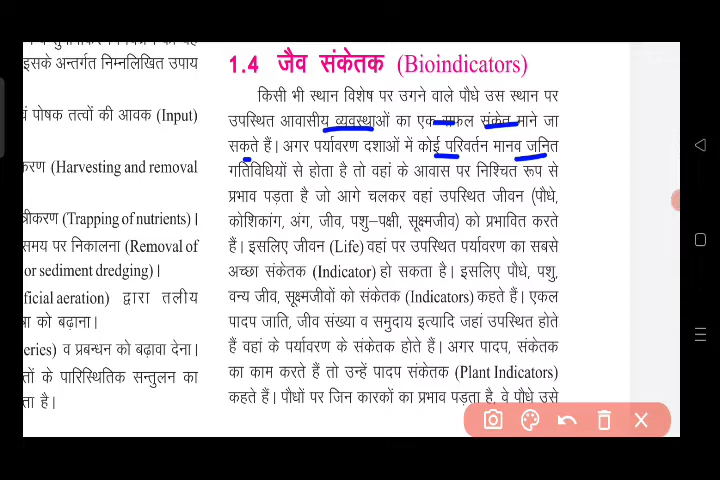 इसके अन्तर्गत निम्नलिखित उपाय
पोषक तत्वों की आवक (Input)
करण (Harvesting and removal
त्रीकरण (Trapping of nutrients)।
समय पर निकालना (Removal of
or sediment dredging)।
ficial aeration) द्वारा तलीय
को बढ़ाना।
eries) व प्रबन्धन को बढ़ावा देना।
तों के पारिस्थितिक सन्तुलन का
ता है।
1.4 जैव संकेतक (Bioindicators)
किसी भी स्थान विशेष पर उगने वाले पौधे उस स्थान पर
उपस्थित आवासीय व्यवस्थाओं का एक सफल संकेत माने जा
सकते हैं। अगर पर्यावरण दशाओं में कोई परिवर्तन मानव जनित
गतिविधियों से होता है तो वहां के आवास पर निश्चित रूप से
प्रभाव पड़ता है जो आगे चलकर वहां उपस्थित जीवन (पौधे,
कोशिकांग, अंग, जीव, पशु-पक्षी, सूक्ष्मजीव) को प्रभावित करते
हैं। इसलिए जीवन (Life) वहां पर उपस्थित पर्यावरण का सबसे
अच्छा संकेतक (Indicator) हो सकता है। इसलिए पौधे, पशु,
वन्य जीव, सूक्ष्मजीवों को संकेतक (Indicators) कहते हैं। एकल
पादप जाति, जीव संख्या व समुदाय इत्यादि जहां उपस्थित होते
हैं वहां के पर्यावरण के संकेतक होते हैं। अगर पादप, संकेतक
का काम करते हैं तो उन्हें पादप संकेतक (Plant Indicators)
कहते हैं। पौधों पर जिन कारकों का प्रभाव पड़ता है, वे पौधे उसे